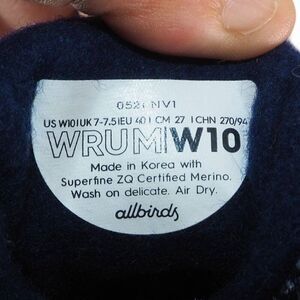 0521 NV1
US W10 | UK 7-7.5 | EU 40 | CM 27 | CHN 270/94
WRUM|W10
Made in Korea with
Superfine ZQ Certified Merino.
Wash on delicate. Air Dry.
allbirds